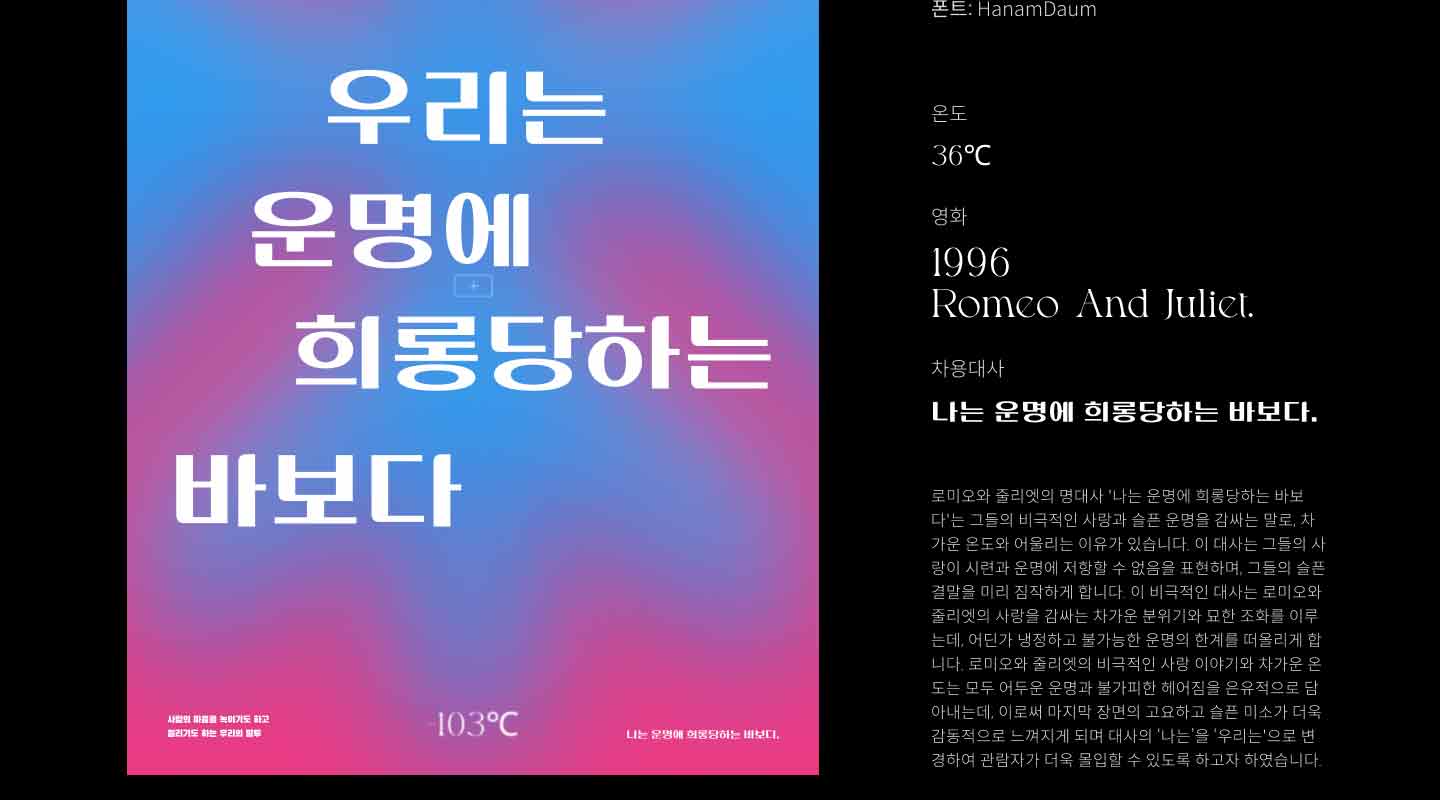 우리는
운명에
희롱당하는
바보다
사람의 마음을 녹이기도 하고
얼리기도 하는 우리의 말투
-103℃
나는 운명에 희롱당하는 바보다.
폰트: HanamDaum
온도
36℃
영화
1996
Romeo And Juliet.
차용대사
나는 운명에 희롱당하는 바보다.
로미오와 줄리엣의 명대사 '나는 운명에 희롱당하는 바보
다'는 그들의 비극적인 사랑과 슬픈 운명을 감싸는 말로, 차
가운 온도와 어울리는 이유가 있습니다. 이 대사는 그들의 사
랑이 시련과 운명에 저항할 수 없음을 표현하며, 그들의 슬픈
결말을 미리 짐작하게 합니다. 이 비극적인 대사는 로미오와
줄리엣의 사랑을 감싸는 차가운 분위기와 묘한 조화를 이루
는데, 어딘가 냉정하고 불가능한 운명의 한계를 떠올리게 합
니다. 로미오와 줄리엣의 비극적인 사랑 이야기와 차가운 온
도는 모두 어두운 운명과 불가피한 헤어짐을 은유적으로 담
아내는데, 이로써 마지막 장면의 고요하고 슬픈 미소가 더욱
감동적으로 느껴지게 되며 대사의 '나는'을 '우리는'으로 변
경하여 관람자가 더욱 몰입할 수 있도록 하고자 하였습니다.